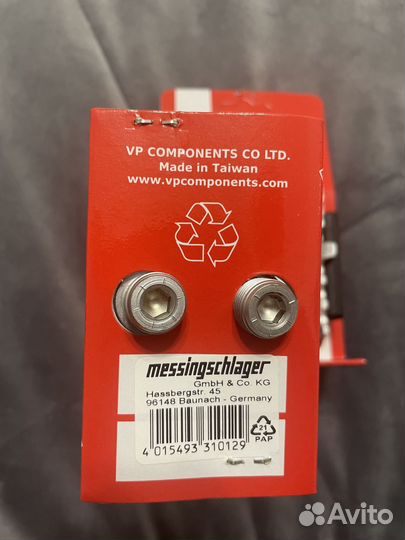 VP COMPONENTS CO LTD.
Made in Taiwan
www.vpcomponents.com
messingschlager
GmbH & Co. KG
Hassbergstr. 45
96148 Baunach - Germany
4 015493 310129
21
PAP
Avito